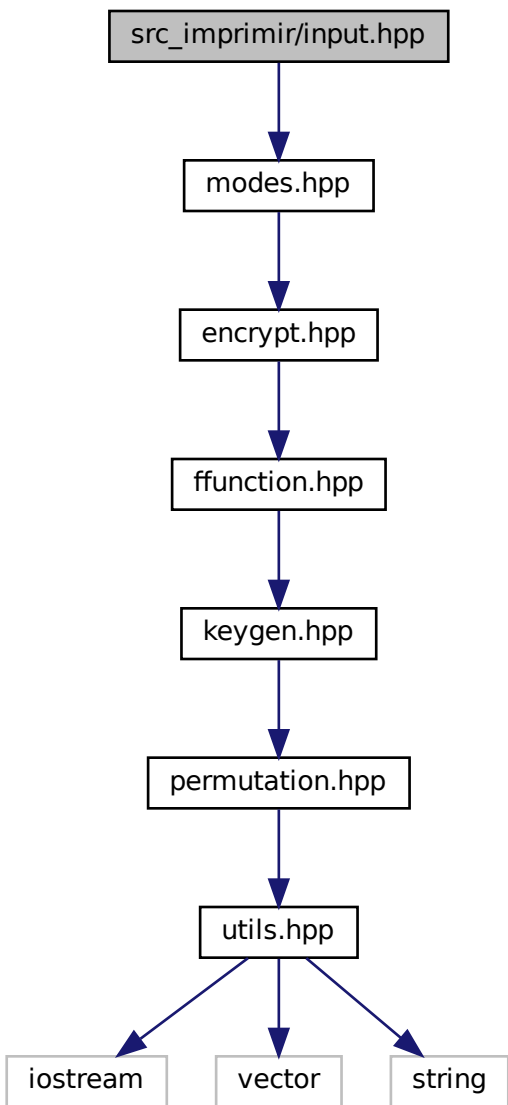 src_imprimir/input.hpp
modes.hpp
encrypt.hpp
ffunction.hpp
keygen.hpp
permutation.hpp
utils.hpp
iostream
vector
string